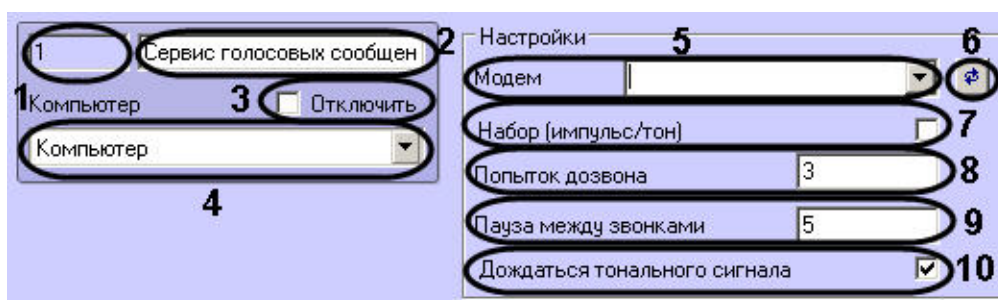 1
Сервис голосовых сообщен
2
1
Компьютер
3
Отключить
Компьютер
4
Настройки
5
6
Модем
Набор (импульс/тон)
7
Попыток дозвона
3
8
Пауза между звонками
5
9
Дождаться тонального сигнала
10